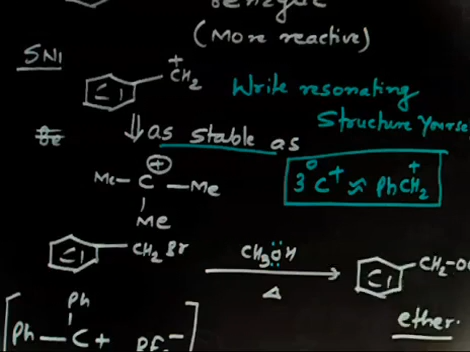 (More reactive)
SN1
+
CH2
Write resonating
Structure Yourse
as stable as
+
Me—C—Me
Me
3° C+ ≈ PhCH2
+
CH2Br
CH3OH
Δ
CH2-O
ether.
Ph
Ph—C+